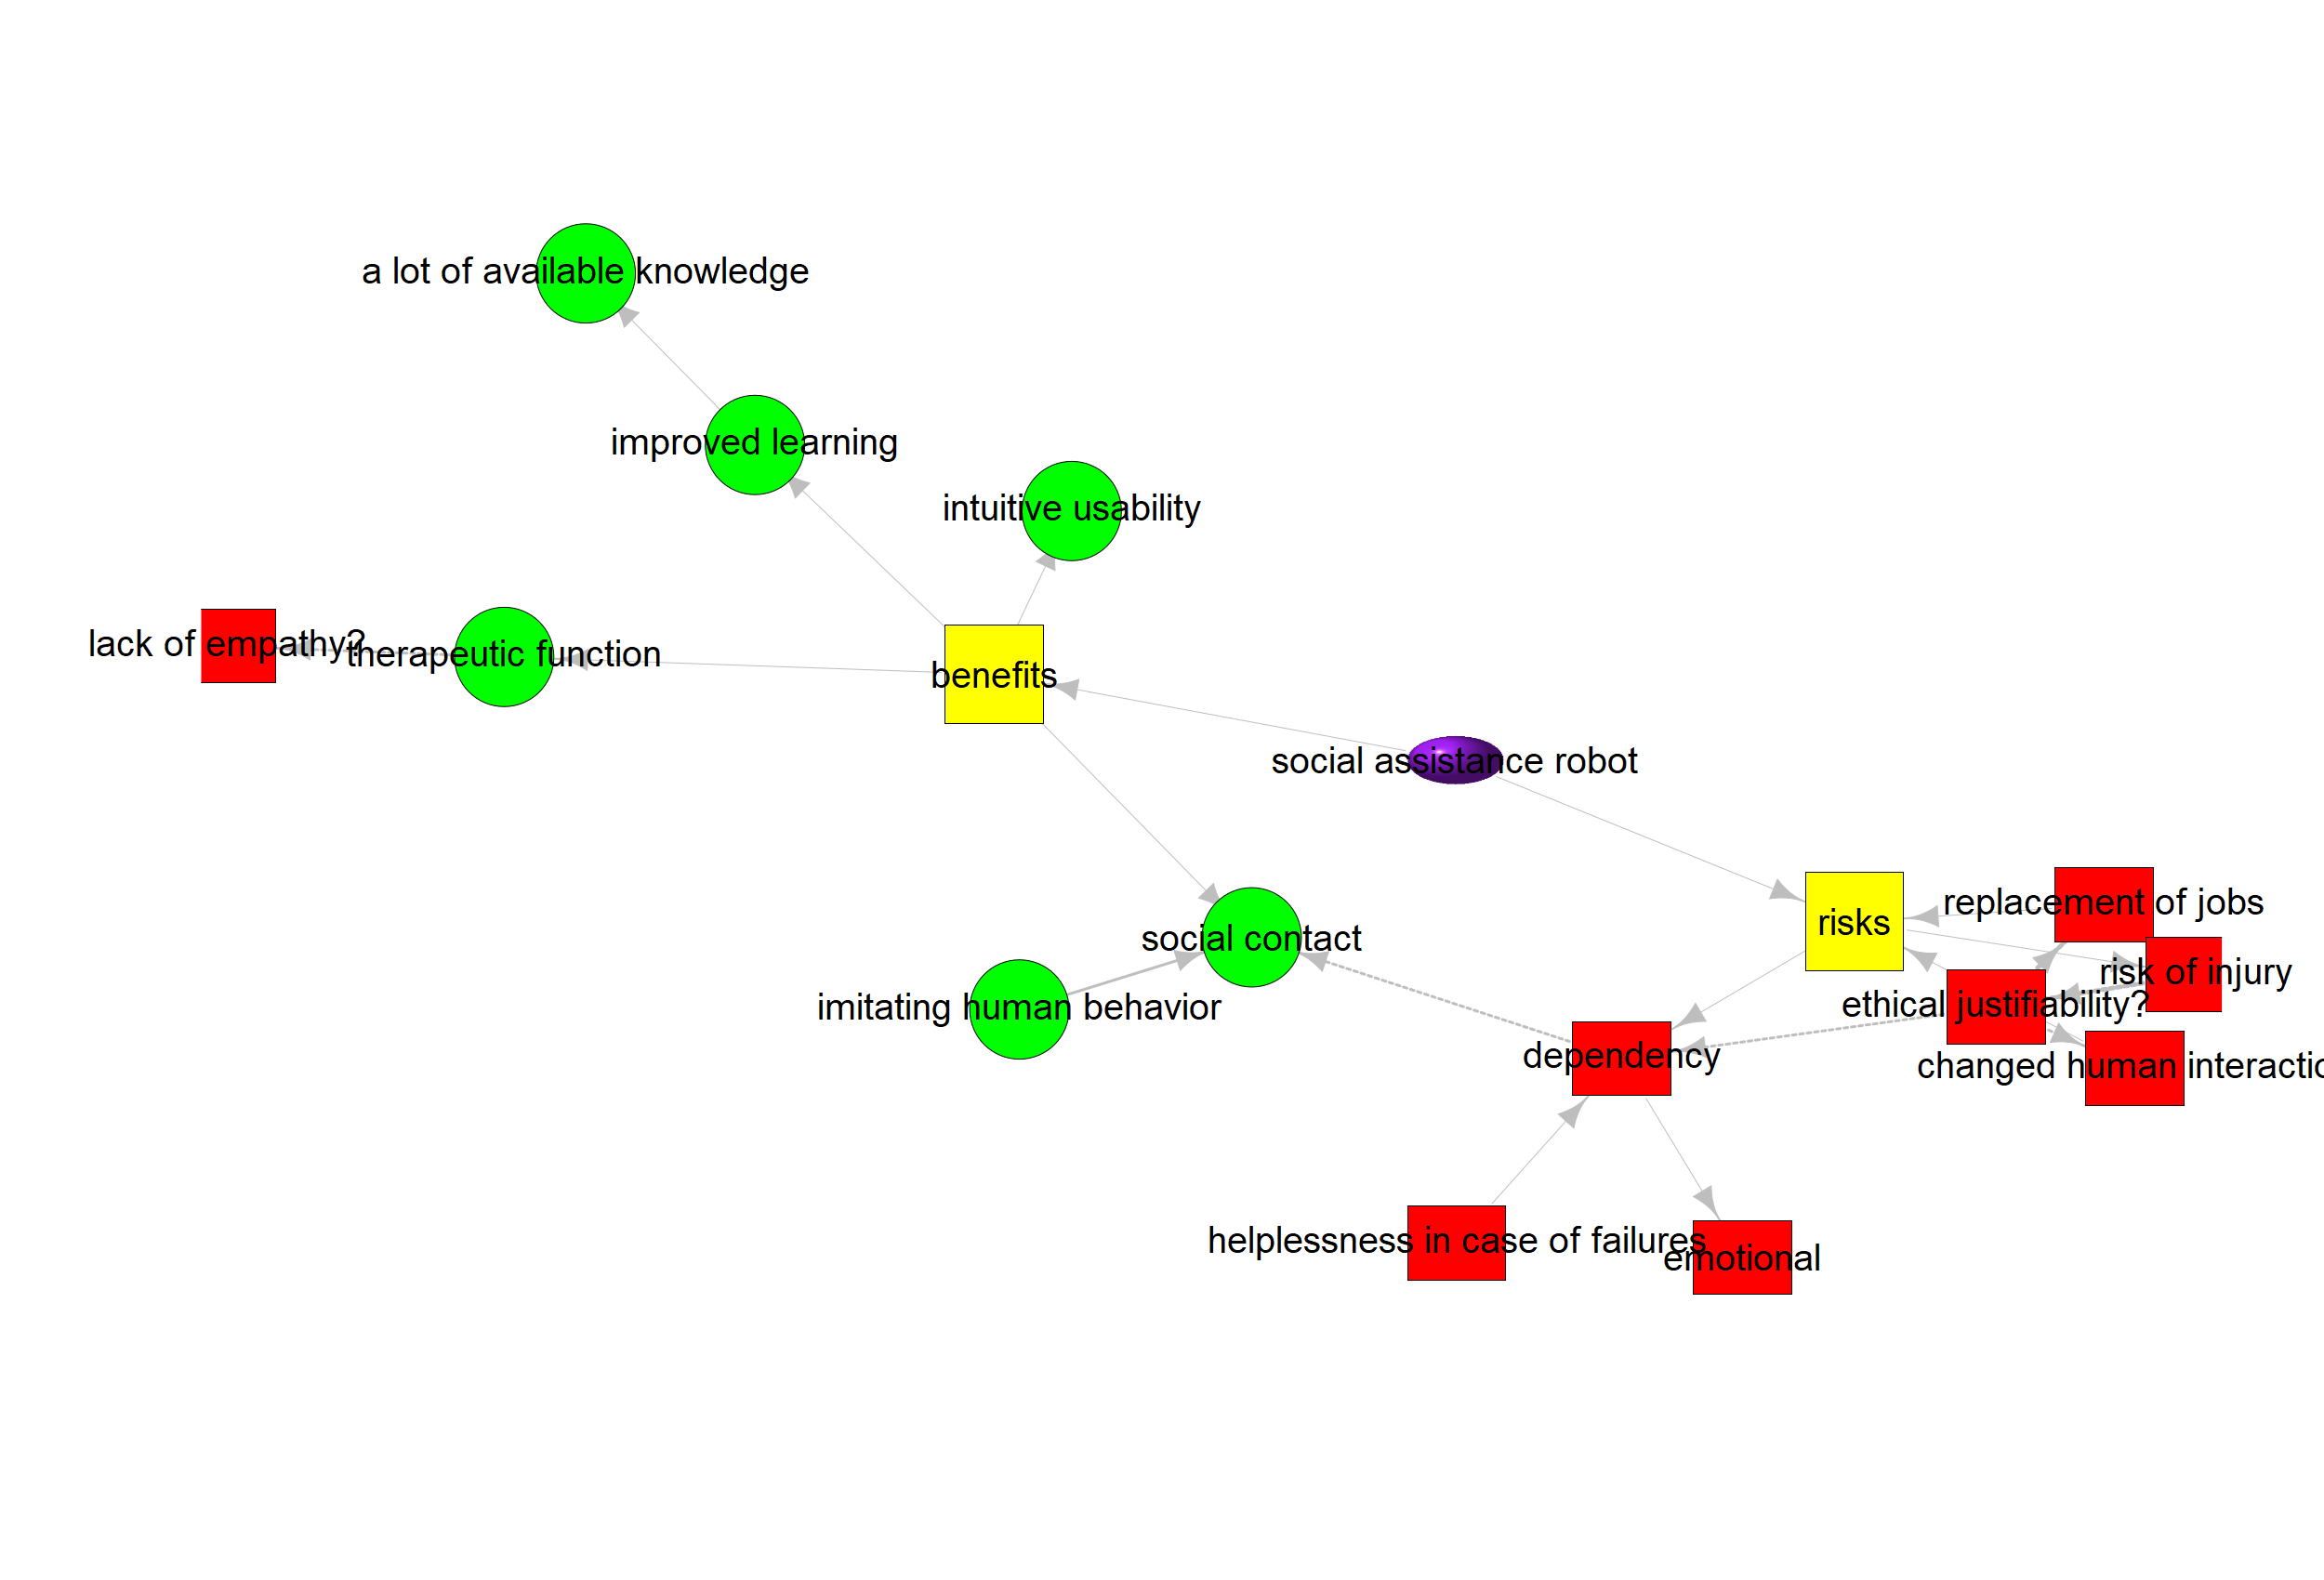 a lot of available knowledge
improved learning
intuitive usability
lack of empathy?
therapeutic function
benefits
social assistance robot
replacement of jobs
risks
social contact
risk of injury
imitating human behavior
ethical justifiability?
dependency
changed human interactio
helplessness in case of failures
emotional